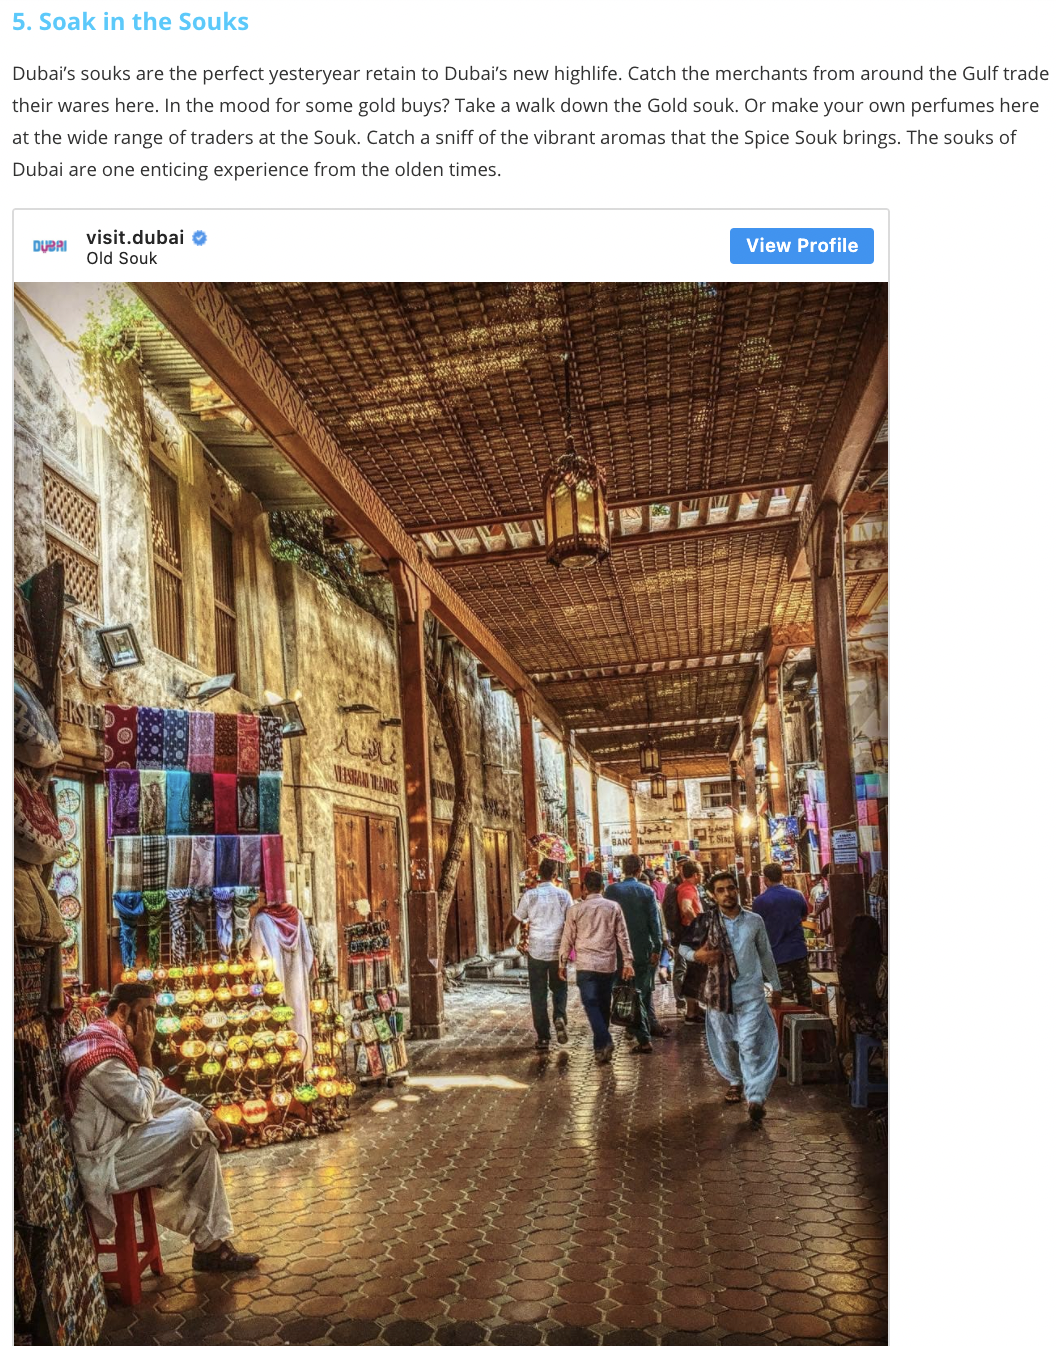 5. Soak in the Souks
Dubai’s souks are the perfect yesteryear retain to Dubai’s new highlife. Catch the merchants from around the Gulf trade
their wares here. In the mood for some gold buys? Take a walk down the Gold souk. Or make your own perfumes here
at the wide range of traders at the Souk. Catch a sniff of the vibrant aromas that the Spice Souk brings. The souks of
Dubai are one enticing experience from the olden times.
DUBAI
visit.dubai
Old Souk
View Profile